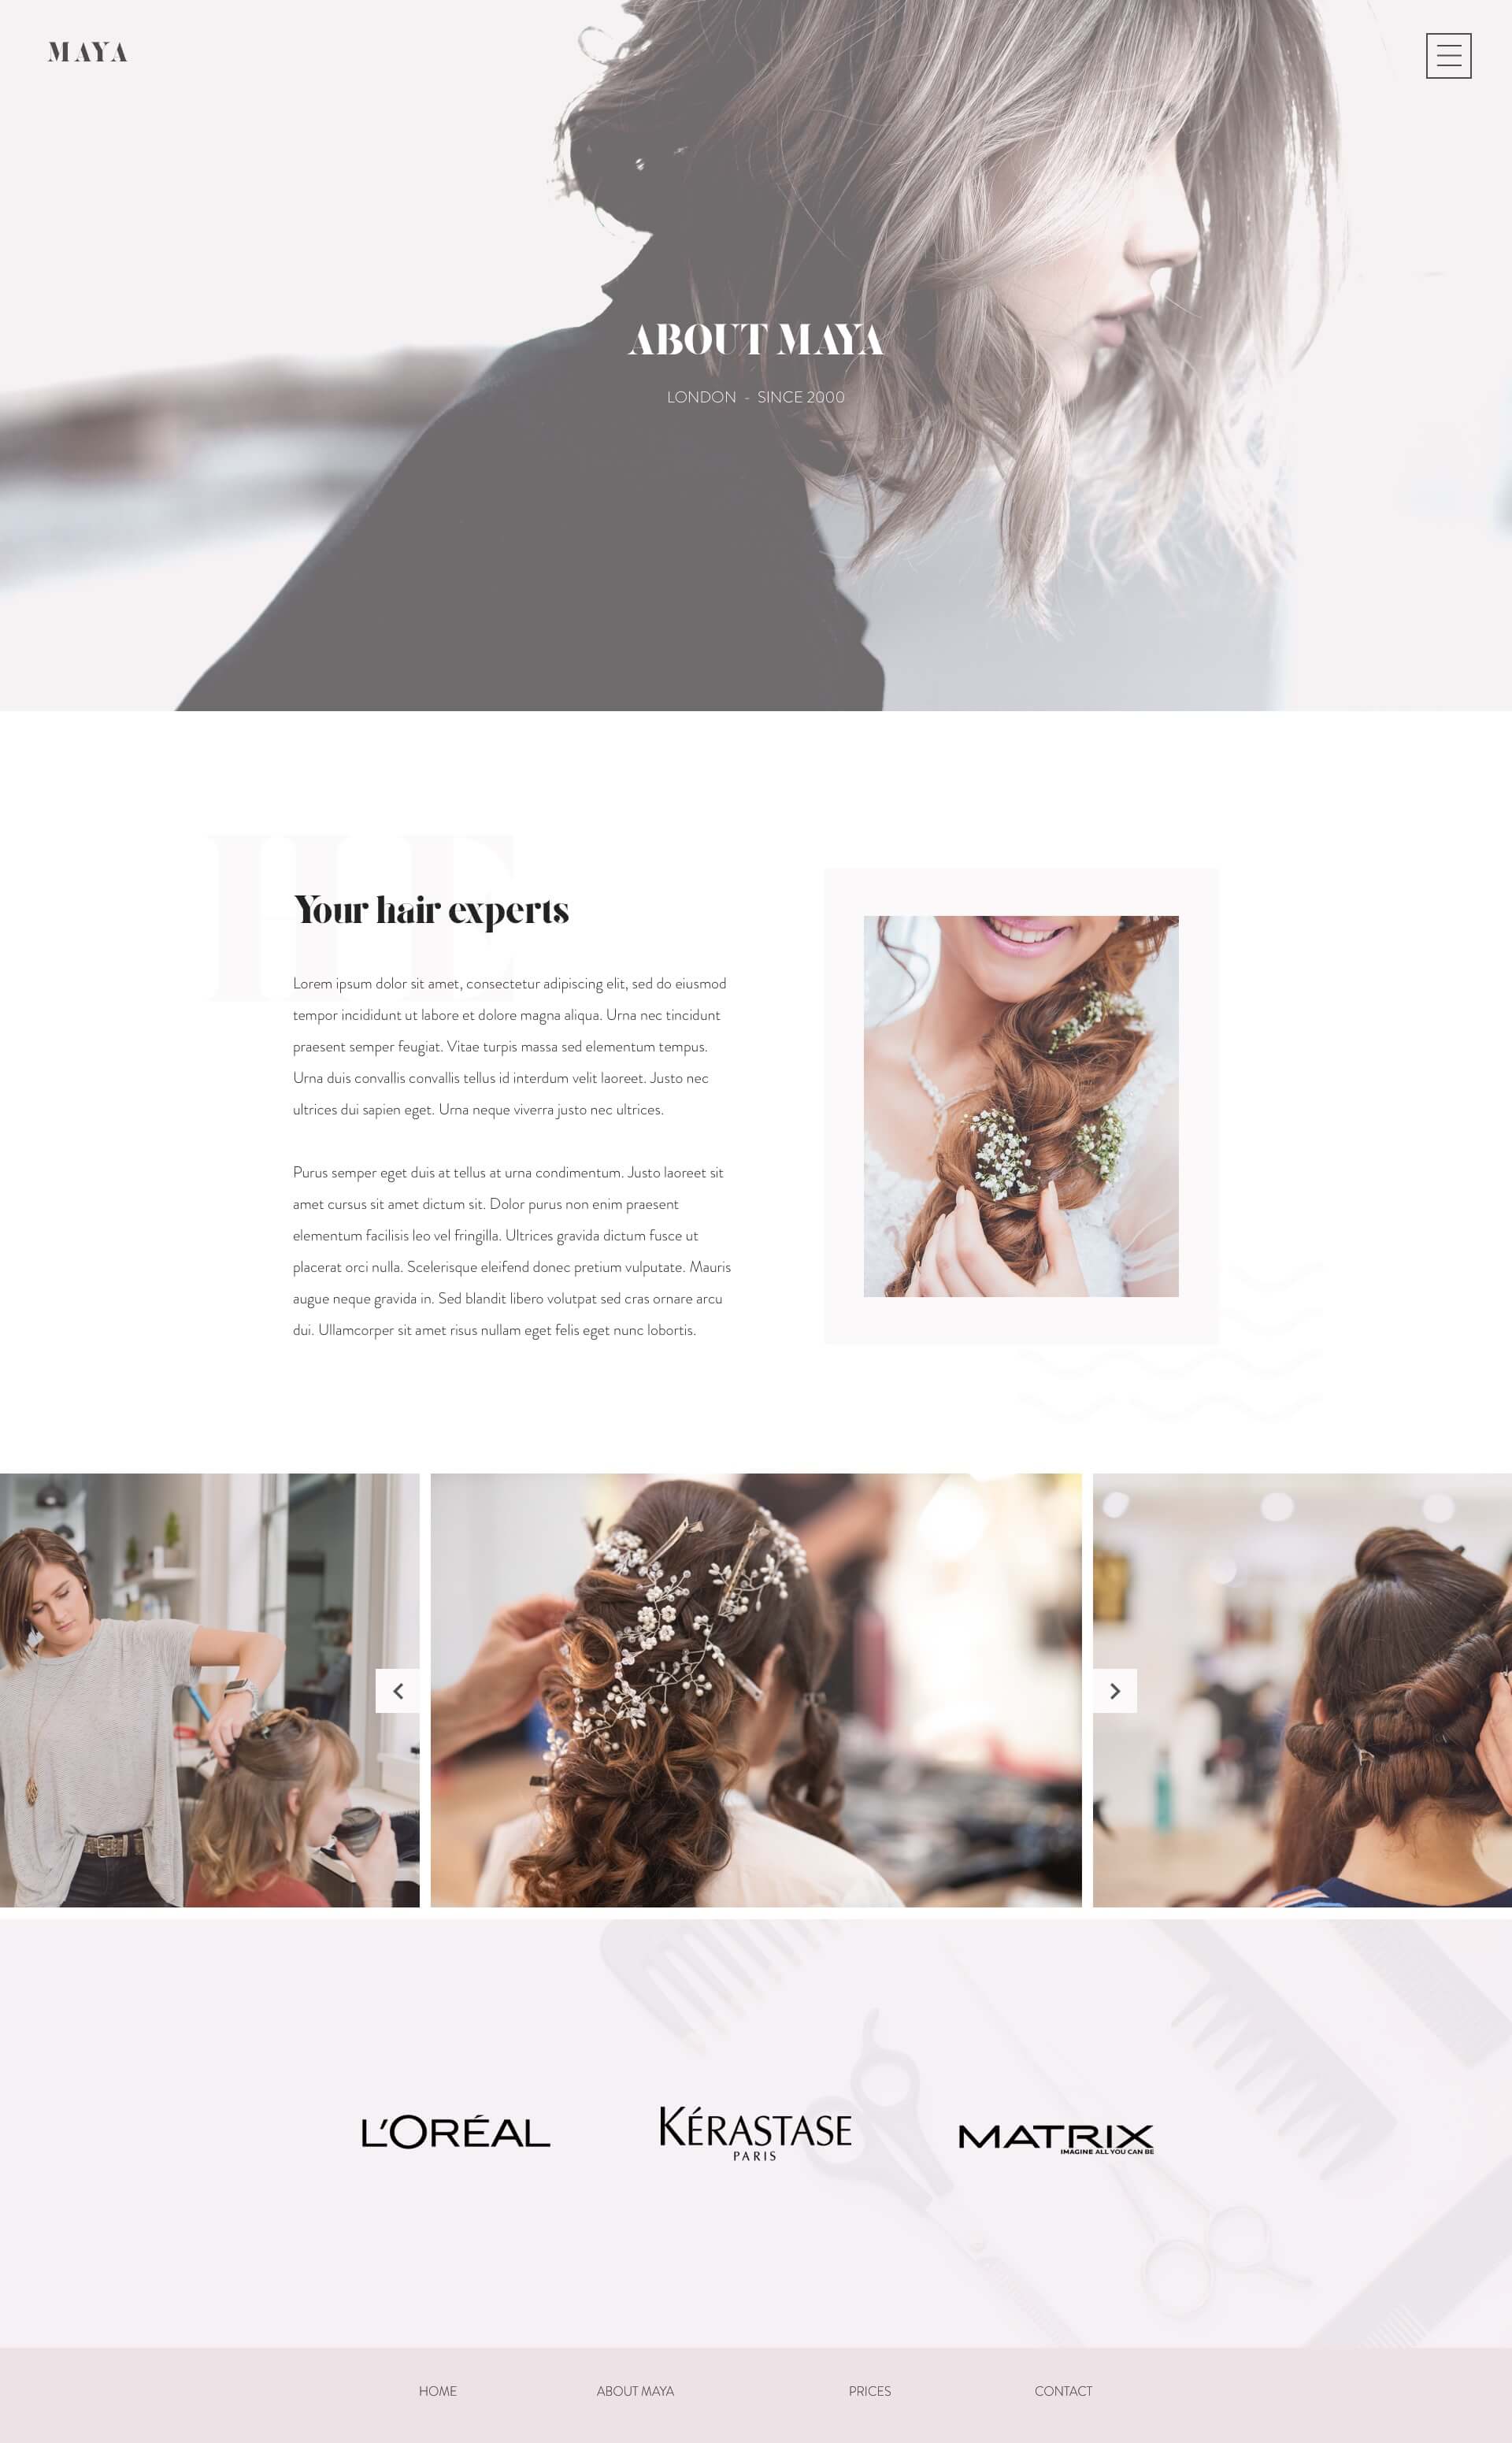 MAYA
ABOUT MAYA
LONDON - SINCE 2000
HE
Your hair experts
Lorem ipsum dolor sit amet, consectetur adipiscing elit, sed do eiusmod
tempor incididunt ut labore et dolore magna aliqua. Urna nec tincidunt
praesent semper feugiat. Vitae turpis massa sed elementum tempus.
Urna duis convallis convallis tellus id interdum velit laoreet. Justo nec
ultrices dui sapien eget. Urna neque viverra justo nec ultrices.
Purus semper eget duis at tellus at urna condimentum. Justo laoreet sit
amet cursus sit amet dictum sit. Dolor purus non enim praesent
elementum facilisis leo vel fringilla. Ultrices gravida dictum fusce ut
placerat orci nulla. Scelerisque eleifend donec pretium vulputate. Mauris
augue neque gravida in. Sed blandit libero volutpat sed cras ornare arcu
dui. Ullamcorper sit amet risus nullam eget felis eget nunc lobortis.
L'ORÉAL
KÉRASTASE
PARIS
MATRIX
IMAGINE ALL YOU CAN BE
HOME ABOUT MAYA PRICES CONTACT